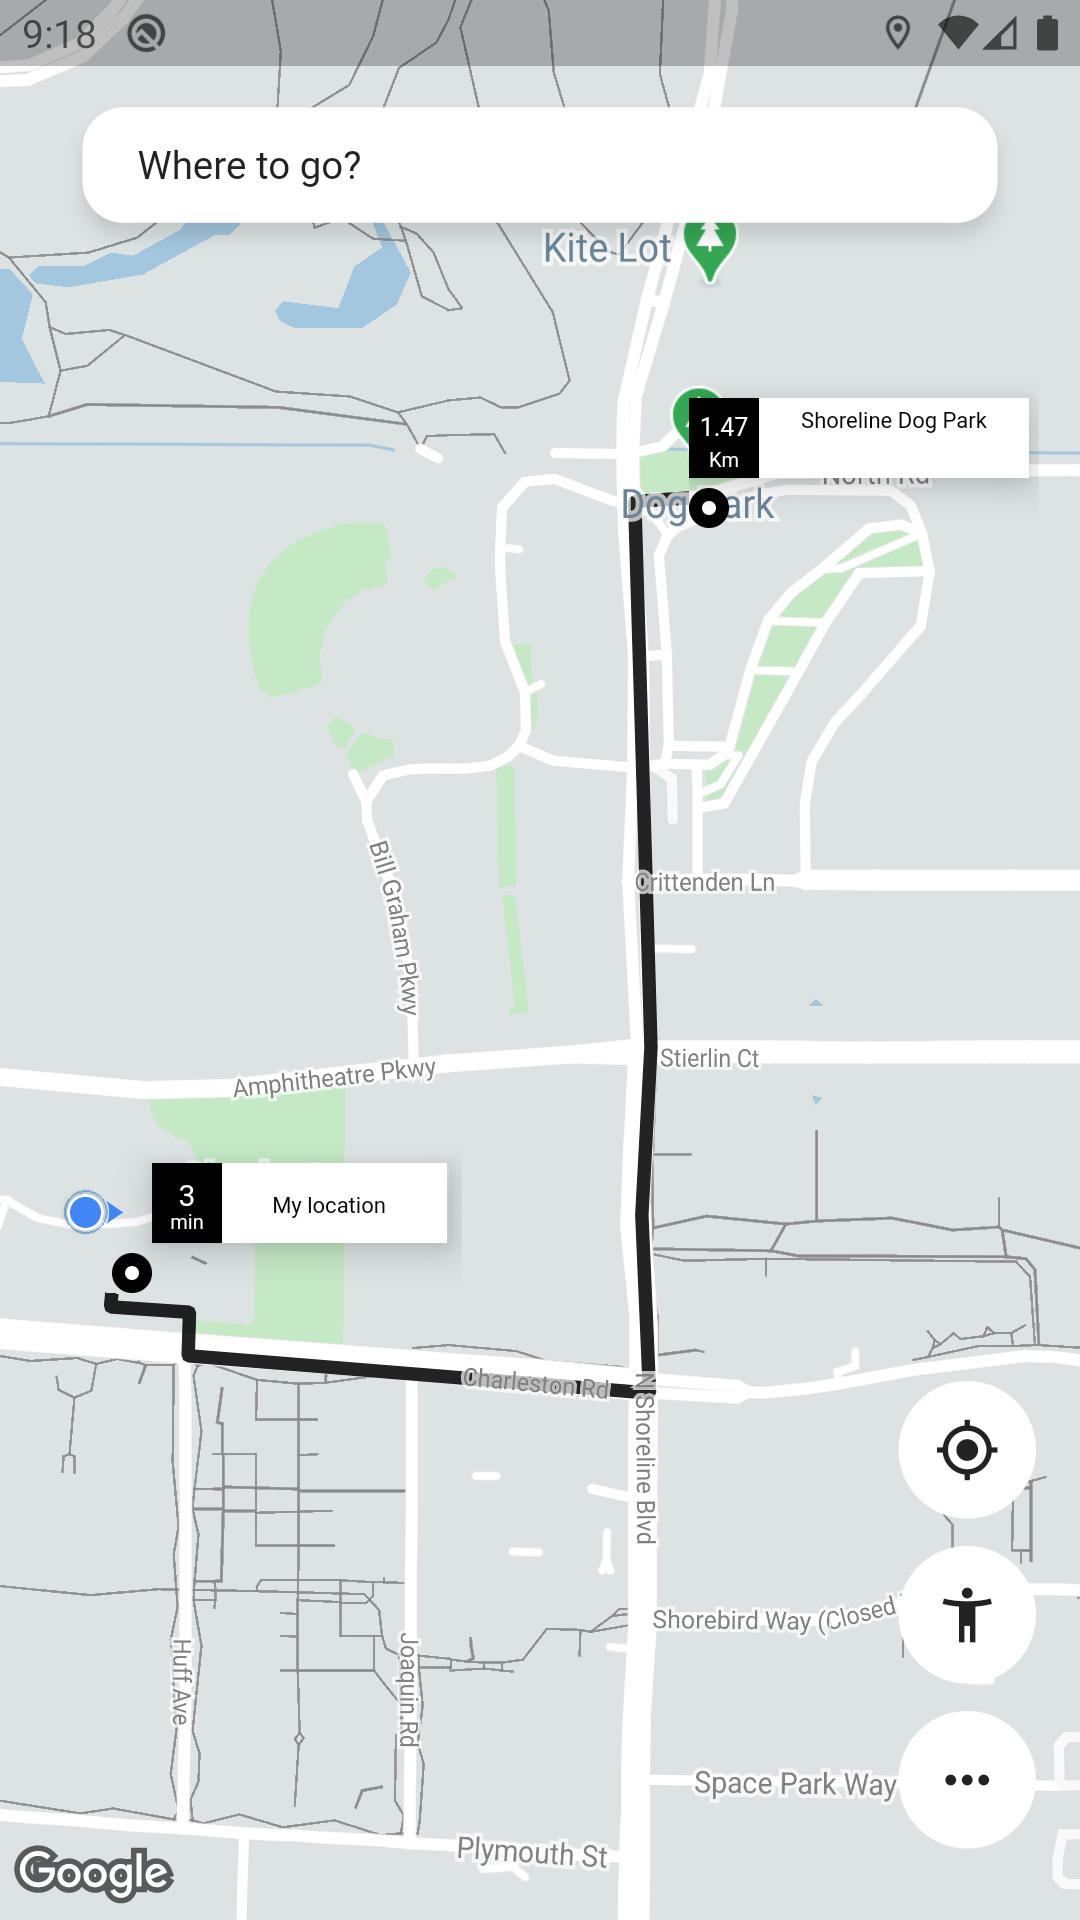 9:18
Where to go?
Kite Lot
1.47
Km
Shoreline Dog Park
North Rd
Dog Park
Crittenden Ln
Bill Graham Pkwy
Stierlin Ct
Amphitheatre Pkwy
3
min
My location
Charleston Rd
N Shoreline Blvd
Shorebird Way (Closed
Huff Ave
Joaquin Rd
Space Park Way
Plymouth St
Google